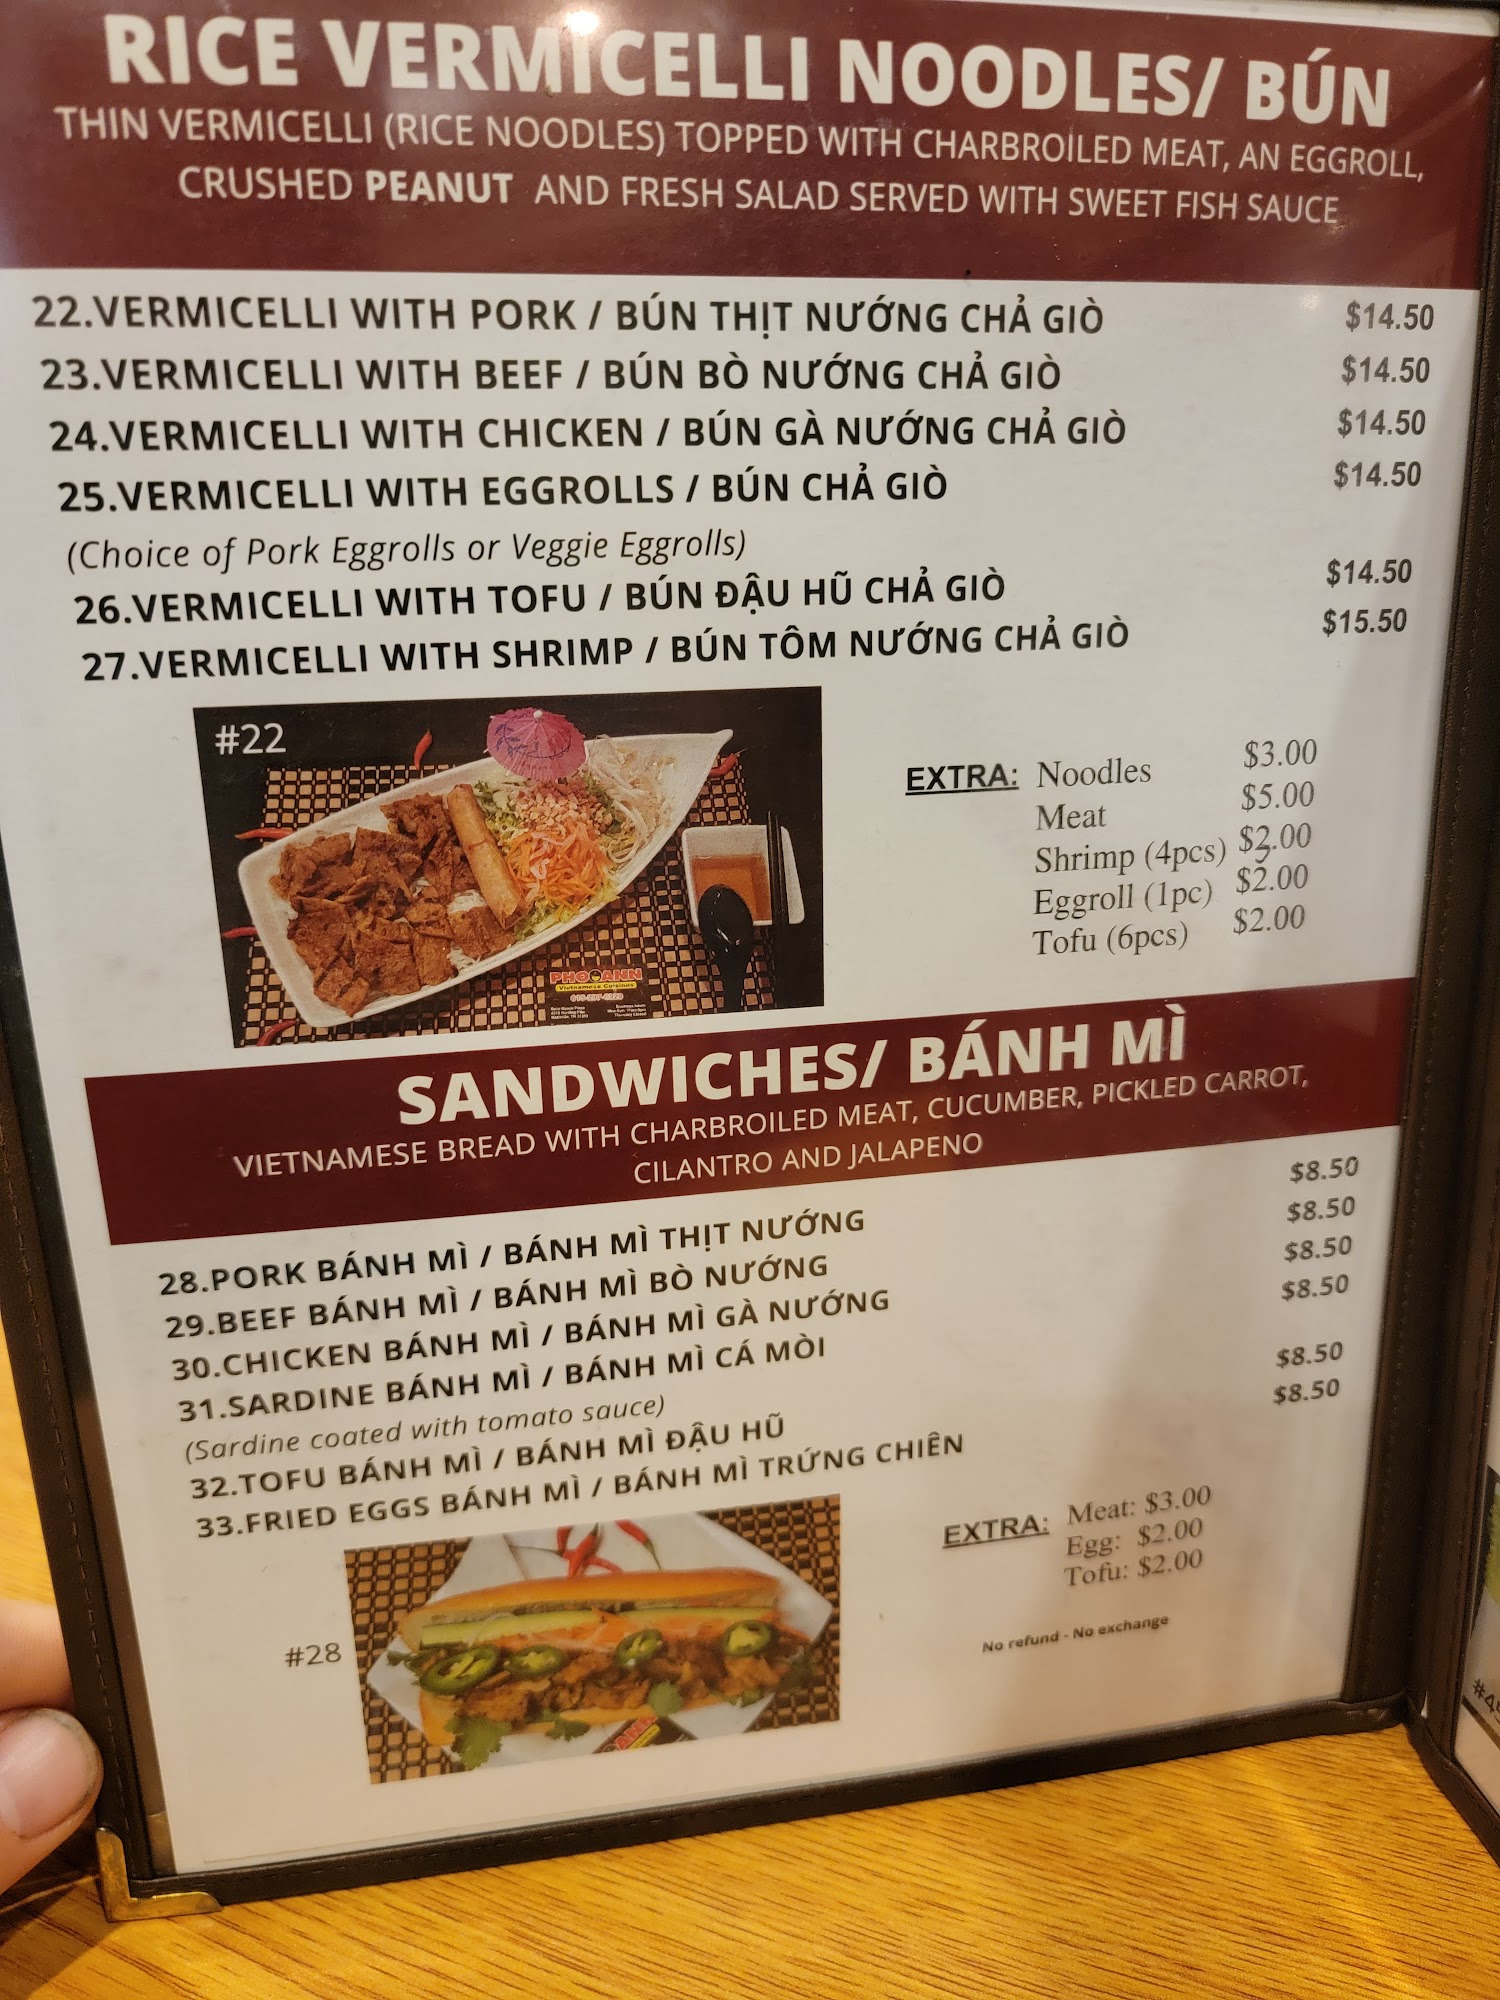 RICE VERMICELLI NOODLES/ BÚN
THIN VERMICELLI (RICE NOODLES) TOPPED WITH CHARBROILED MEAT, AN EGGROLL,
CRUSHED PEANUT AND FRESH SALAD SERVED WITH SWEET FISH SAUCE
22.VERMICELLI WITH PORK / BÚN THỊT NƯỚNG CHẢ GIÒ $14.50
23.VERMICELLI WITH BEEF / BÚN BÒ NƯỚNG CHẢ GIÒ $14.50
24.VERMICELLI WITH CHICKEN / BÚN GÀ NƯỚNG CHẢ GIÒ $14.50
25.VERMICELLI WITH EGGROLLS / BÚN CHẢ GIÒ $14.50
(Choice of Pork Eggrolls or Veggie Eggrolls)
26.VERMICELLI WITH TOFU / BÚN ĐẬU HŨ CHẢ GIÒ $14.50
27.VERMICELLI WITH SHRIMP / BÚN TÔM NƯỚNG CHẢ GIÒ $15.50
#22
EXTRA: Noodles $3.00
Meat $5.00
Shrimp (4pcs) $2.00
Eggroll (1pc) $2.00
Tofu (6pcs) $2.00
PHO ANN
Vietnamese Cuisines
SANDWICHES/ BÁNH MÌ
VIETNAMESE BREAD WITH CHARBROILED MEAT, CUCUMBER, PICKLED CARROT,
CILANTRO AND JALAPENO
28.PORK BÁNH MÌ / BÁNH MÌ THỊT NƯỚNG $8.50
29.BEEF BÁNH MÌ / BÁNH MÌ BÒ NƯỚNG $8.50
30.CHICKEN BÁNH MÌ / BÁNH MÌ GÀ NƯỚNG $8.50
31.SARDINE BÁNH MÌ / BÁNH MÌ CÁ MÒI $8.50
(Sardine coated with tomato sauce)
32.TOFU BÁNH MÌ / BÁNH MÌ ĐẬU HŨ $8.50
33.FRIED EGGS BÁNH MÌ / BÁNH MÌ TRỨNG CHIÊN $8.50
EXTRA: Meat: $3.00
Egg: $2.00
Tofu: $2.00
#28
No refund - No exchange